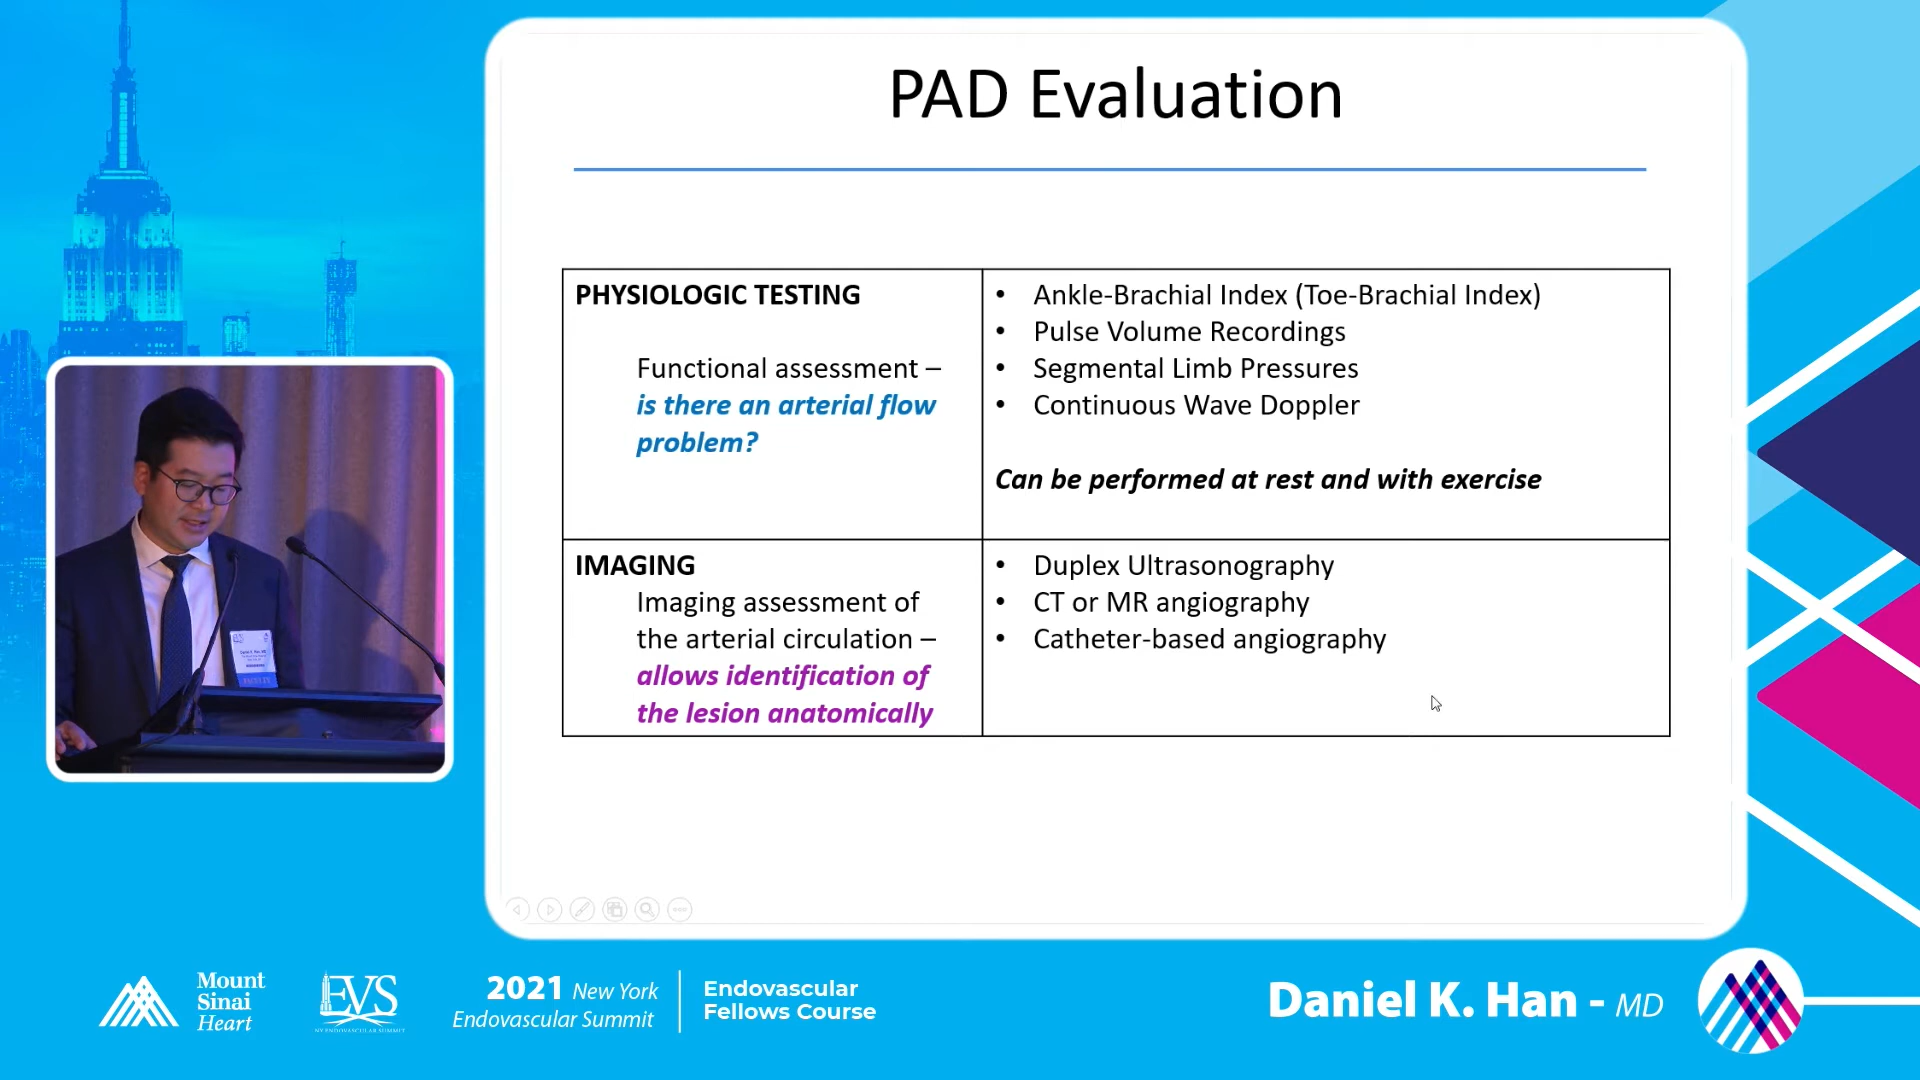 PAD Evaluation
PHYSIOLOGIC TESTING
Functional assessment –
is there an arterial flow
problem?
• Ankle-Brachial Index (Toe-Brachial Index)
• Pulse Volume Recordings
• Segmental Limb Pressures
• Continuous Wave Doppler
Can be performed at rest and with exercise
IMAGING
Imaging assessment of
the arterial circulation –
allows identification of
the lesion anatomically
• Duplex Ultrasonography
• CT or MR angiography
• Catheter-based angiography
Mount
Sinai
Heart
EVS
NY ENDOVASCULAR SUMMIT
2021 New York
Endovascular Summit
Endovascular
Fellows Course
Daniel K. Han - MD